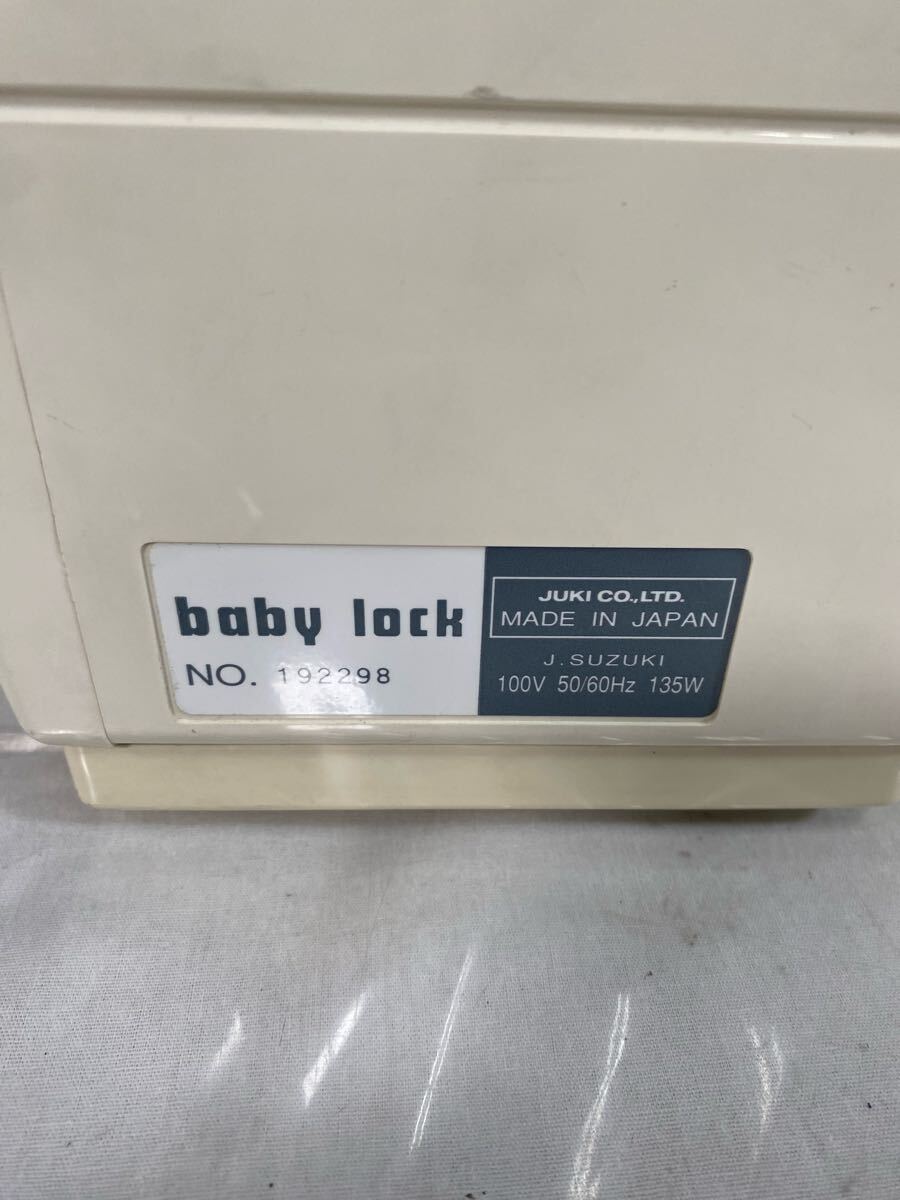 baby lock
NO. 192298
JUKI CO.,LTD.
MADE IN JAPAN
J.SUZUKI
100V 50/60Hz 135W